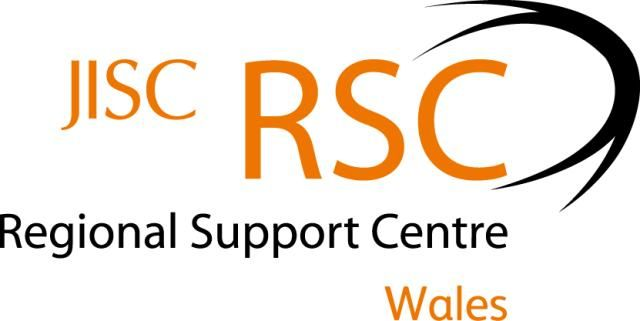 JISC RSC
Regional Support Centre
Wales